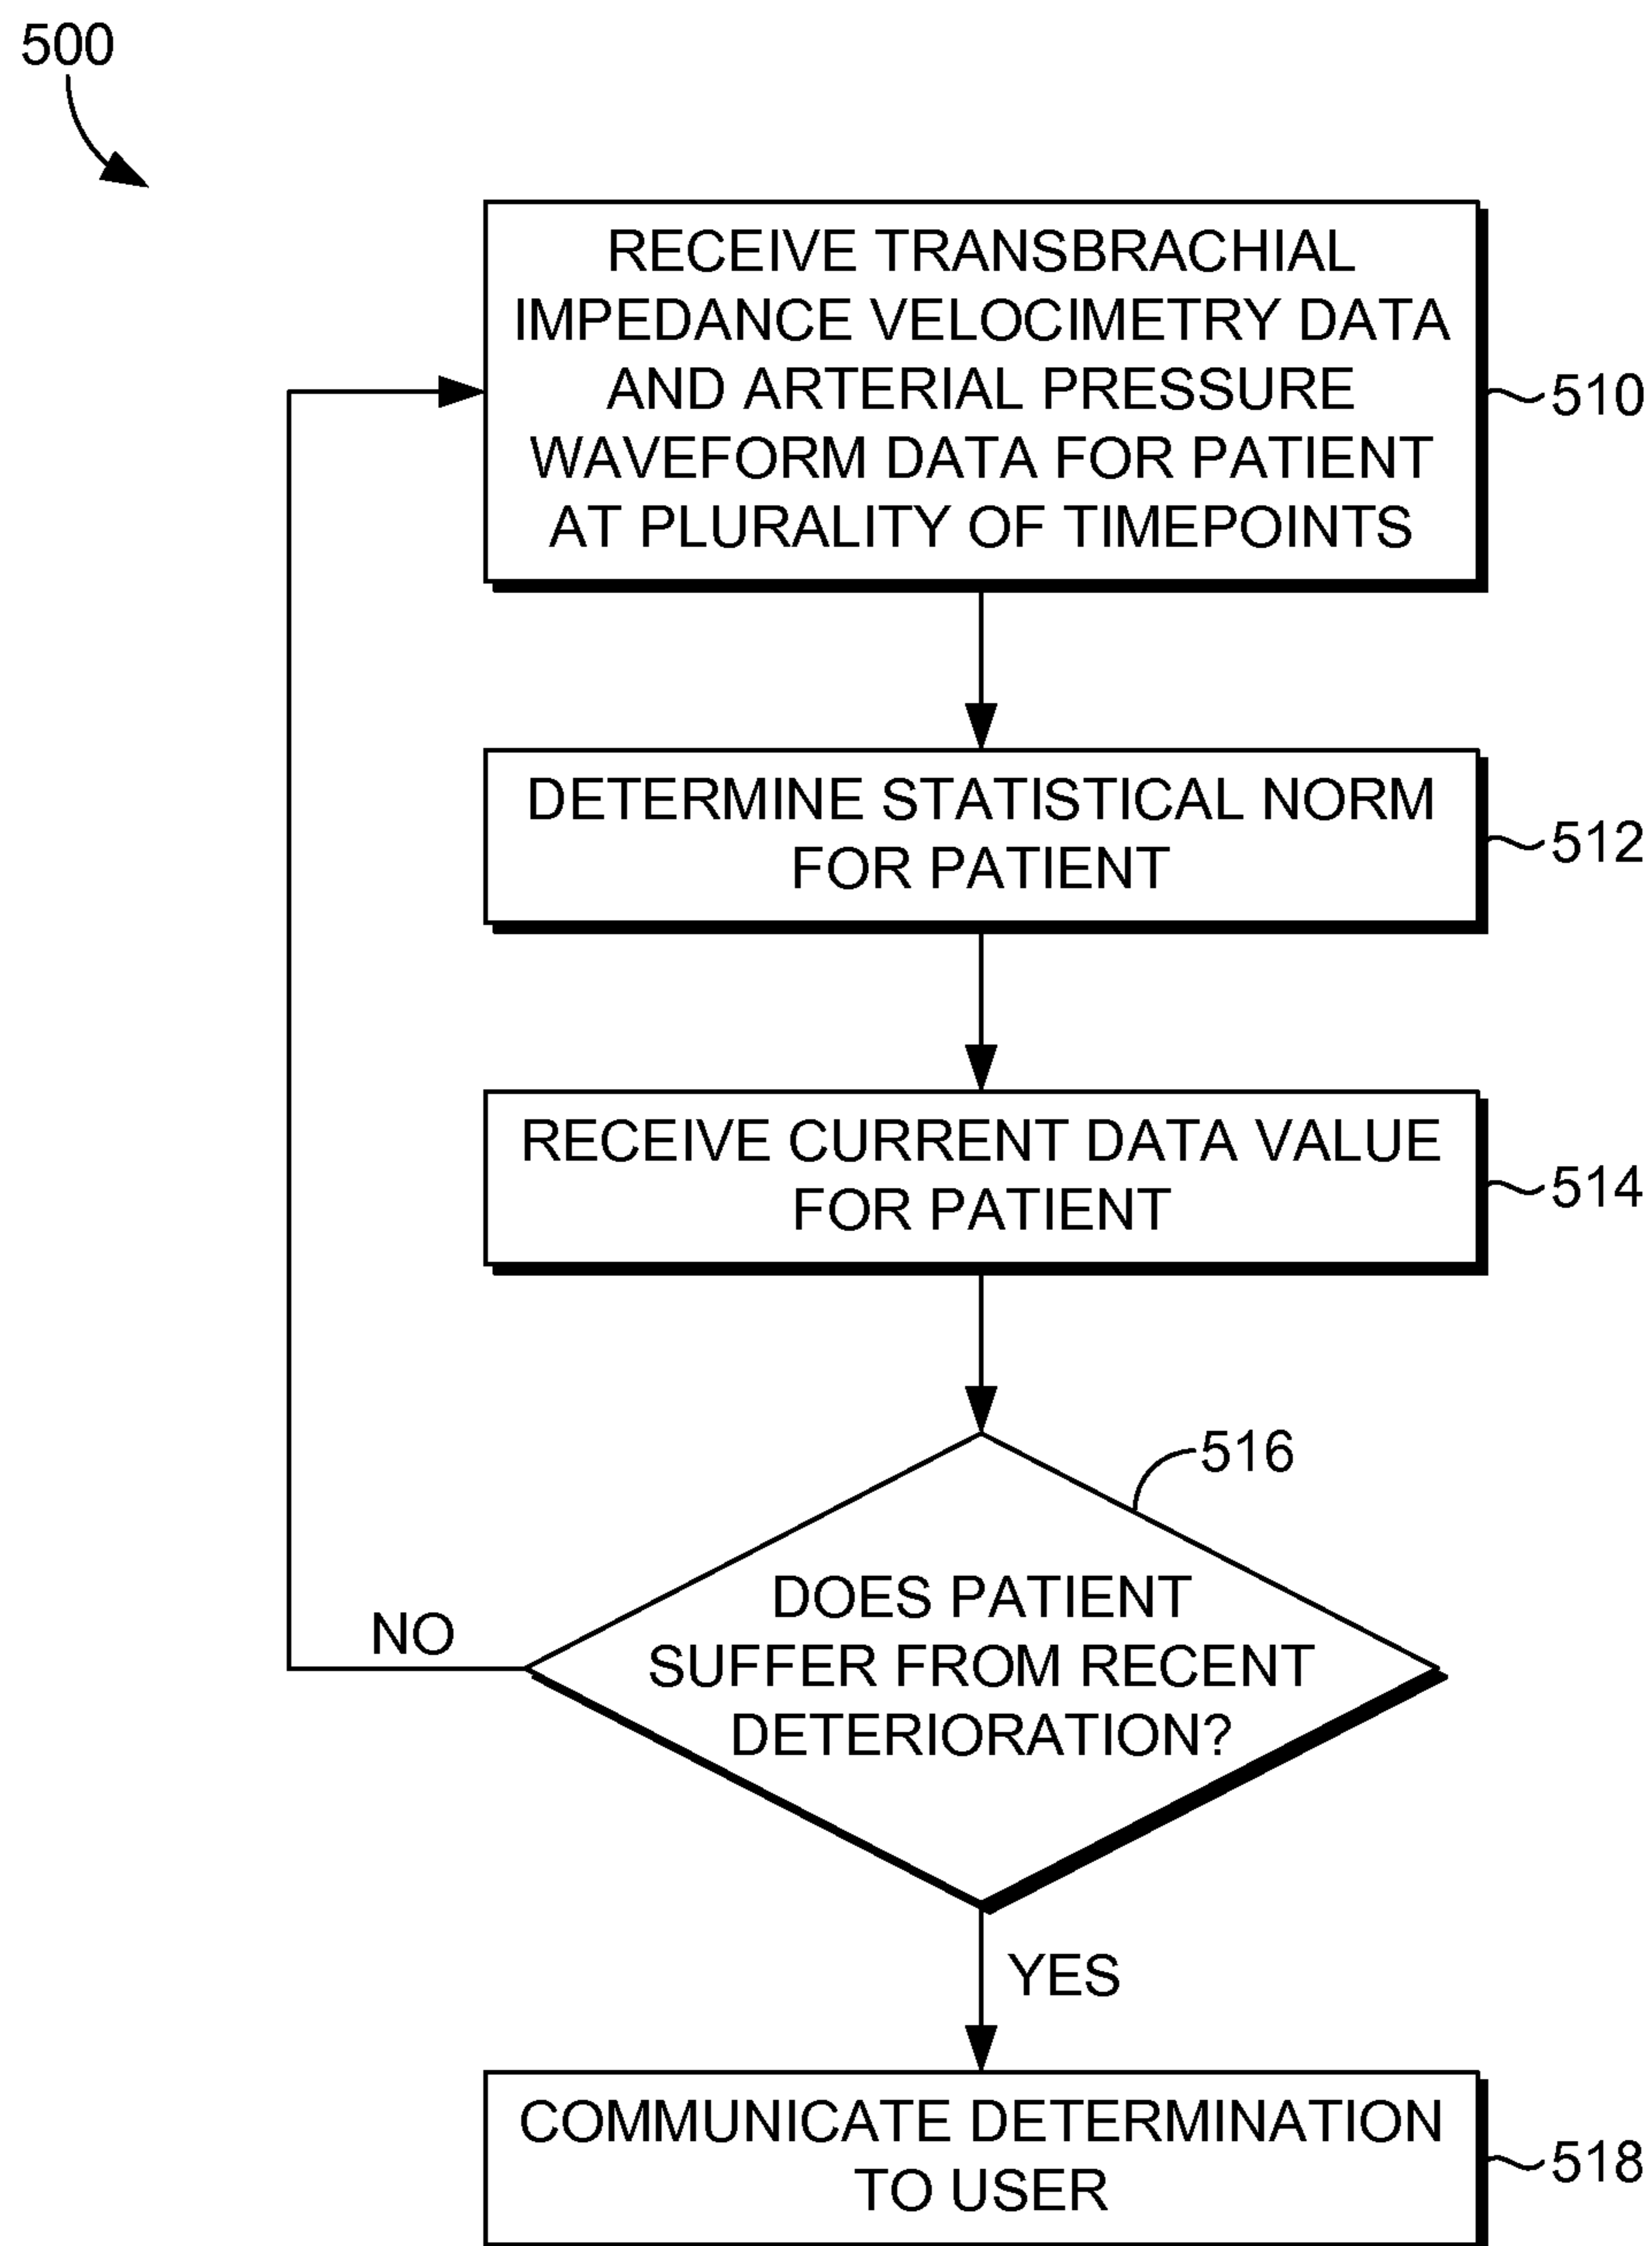 500
RECEIVE TRANSBRACHIAL
IMPEDANCE VELOCIMETRY DATA
AND ARTERIAL PRESSURE
WAVEFORM DATA FOR PATIENT
AT PLURALITY OF TIMEPOINTS
510
DETERMINE STATISTICAL NORM
FOR PATIENT
512
RECEIVE CURRENT DATA VALUE
FOR PATIENT
514
516
DOES PATIENT
SUFFER FROM RECENT
DETERIORATION?
NO
YES
COMMUNICATE DETERMINATION
TO USER
518